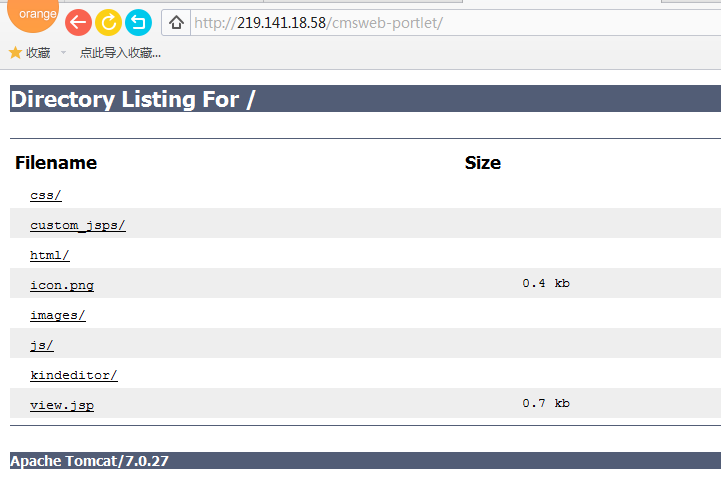 orange
http://219.141.18.58/cmsweb-portlet/
收藏 点此导入收藏...
Directory Listing For /
Filename Size
css/
custom_jsps/
html/
icon.png 0.4 kb
images/
js/
kindeditor/
view.jsp 0.7 kb
Apache Tomcat/7.0.27